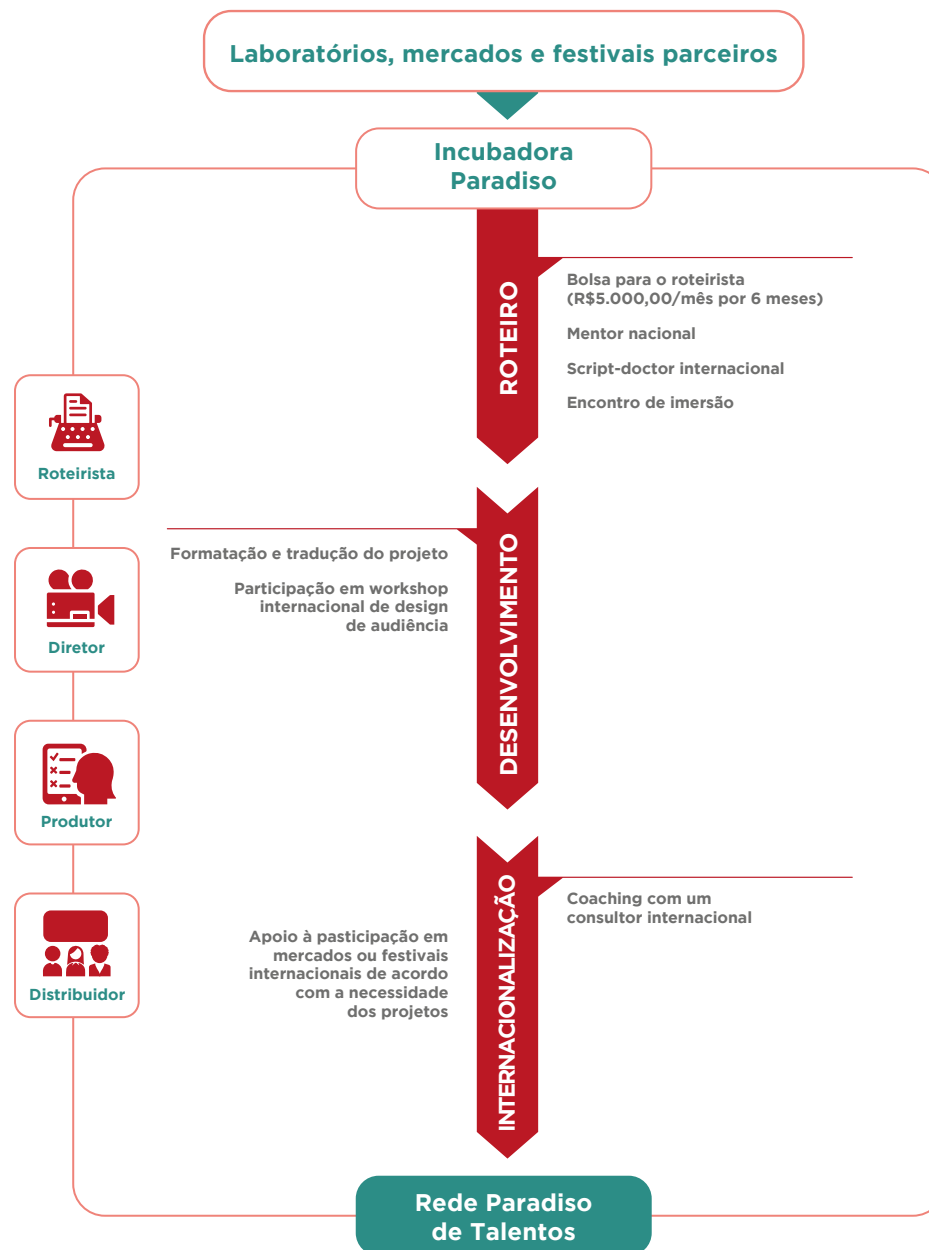 Laboratórios, mercados e festivais parceiros
Incubadora
Paradiso
ROTEIRO
Bolsa para o roteirista
(R$5.000,00/mês por 6 meses)
Mentor nacional
Script-doctor internacional
Encontro de imersão
Roteirista
Diretor
Produtor
Distribuidor
DESENVOLVIMENTO
Formatação e tradução do projeto
Participação em workshop
internacional de design
de audiência
INTERNACIONALIZAÇÃO
Coaching com um
consultor internacional
Apoio à pasticipação em
mercados ou festivais
internacionais de acordo
com a necessidade
dos projetos
Rede Paradiso
de Talentos